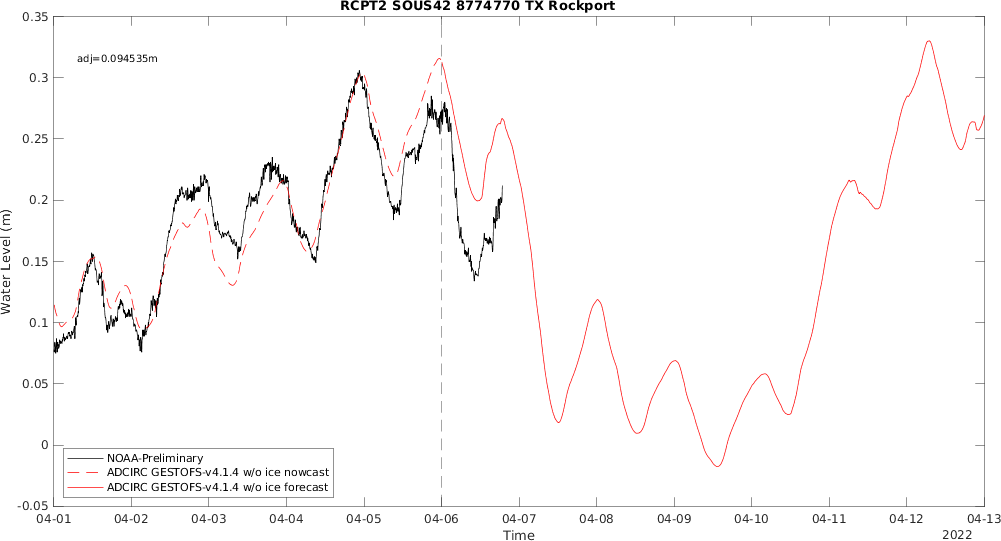 RCPT2 SOUS42 8774770 TX Rockport
adj=0.094535m
Water Level (m)
0.35
0.3
0.25
0.2
0.15
0.1
0.05
0
-0.05
NOAA-Preliminary
ADCIRC GESTOFS-v4.1.4 w/o ice nowcast
ADCIRC GESTOFS-v4.1.4 w/o ice forecast
04-01 04-02 04-03 04-04 04-05 04-06 04-07 04-08 04-09 04-10 04-11 04-12 04-13
Time
2022